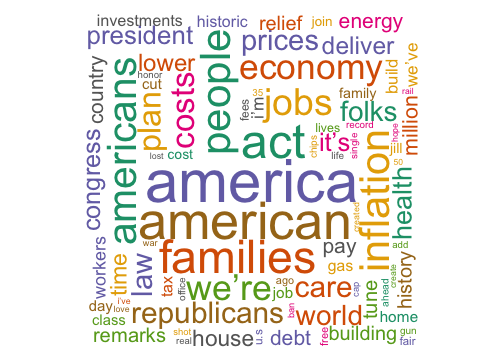 investments historic relief join energy
president prices deliver
lower people economy build we've
country honor cut plan costs fees i'm 35 jobs family folks million rail
americans act lives it's record single jill hope
congress lost cost chips life 50
america inflation health
american created
workers time war families pay gas add
law tax office we're ago job care cap tune ahead create history
day i've love republicans ban world home
class remarks shot real house u.s debt free building gun fair